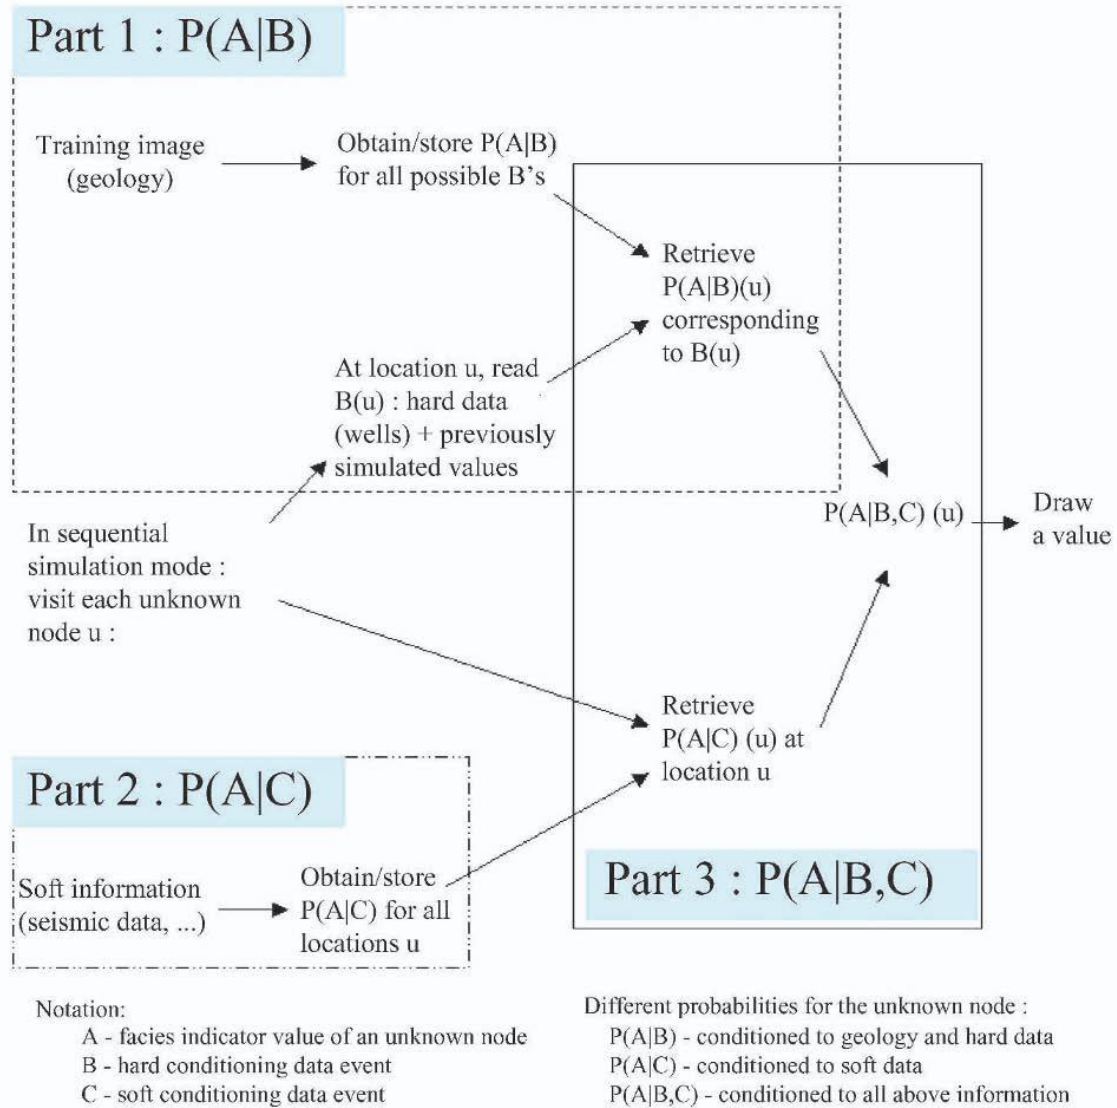 Part 1 : P(A|B)
Training image
(geology)
Obtain/store P(A|B)
for all possible B's
Retrieve
P(A|B)(u)
corresponding
to B(u)
At location u, read
B(u) : hard data
(wells) + previously
simulated values
In sequential
simulation mode :
visit each unknown
node u :
P(A|B,C) (u)
Draw
a value
Retrieve
P(A|C) (u) at
location u
Part 2 : P(A|C)
Soft information
(seismic data, ...)
Obtain/store
P(A|C) for all
locations u
Part 3 : P(A|B,C)
Notation:
A - facies indicator value of an unknown node
B - hard conditioning data event
C - soft conditioning data event
Different probabilities for the unknown node :
P(A|B) - conditioned to geology and hard data
P(A|C) - conditioned to soft data
P(A|B,C) - conditioned to all above information